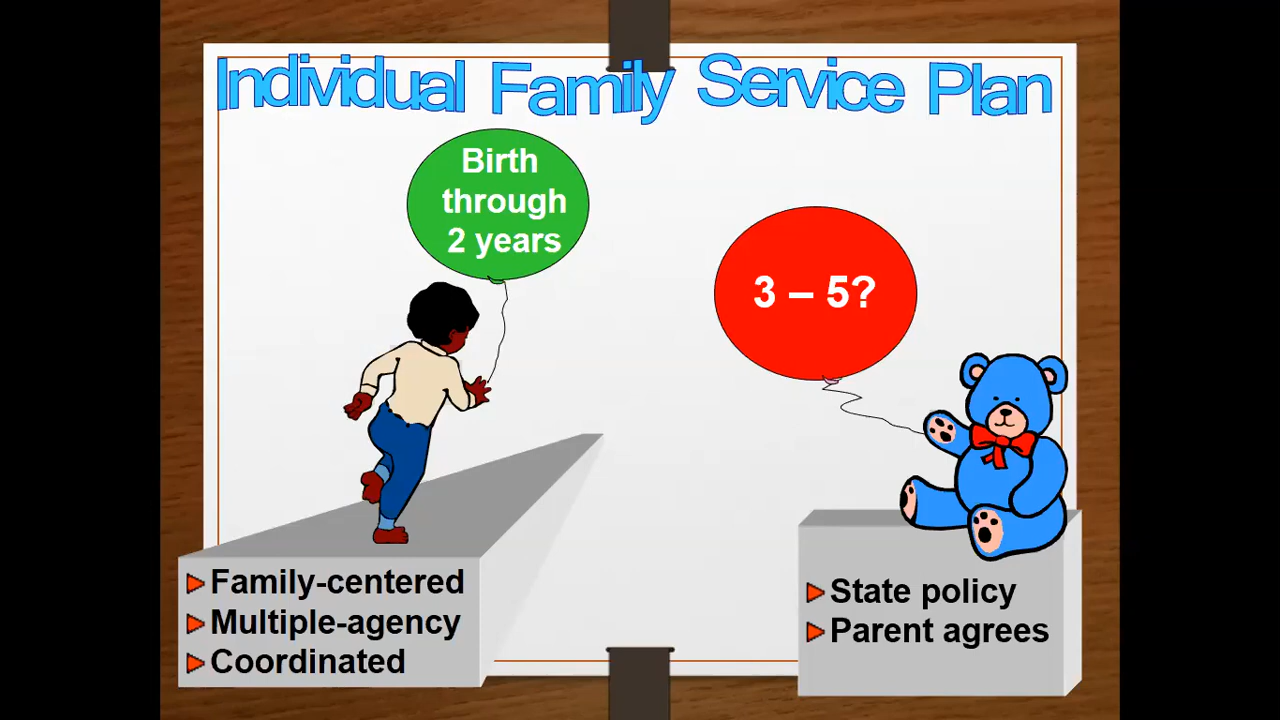 Individual Family Service Plan
Birth
through
2 years
3 – 5?
Family-centered
Multiple-agency
Coordinated
State policy
Parent agrees